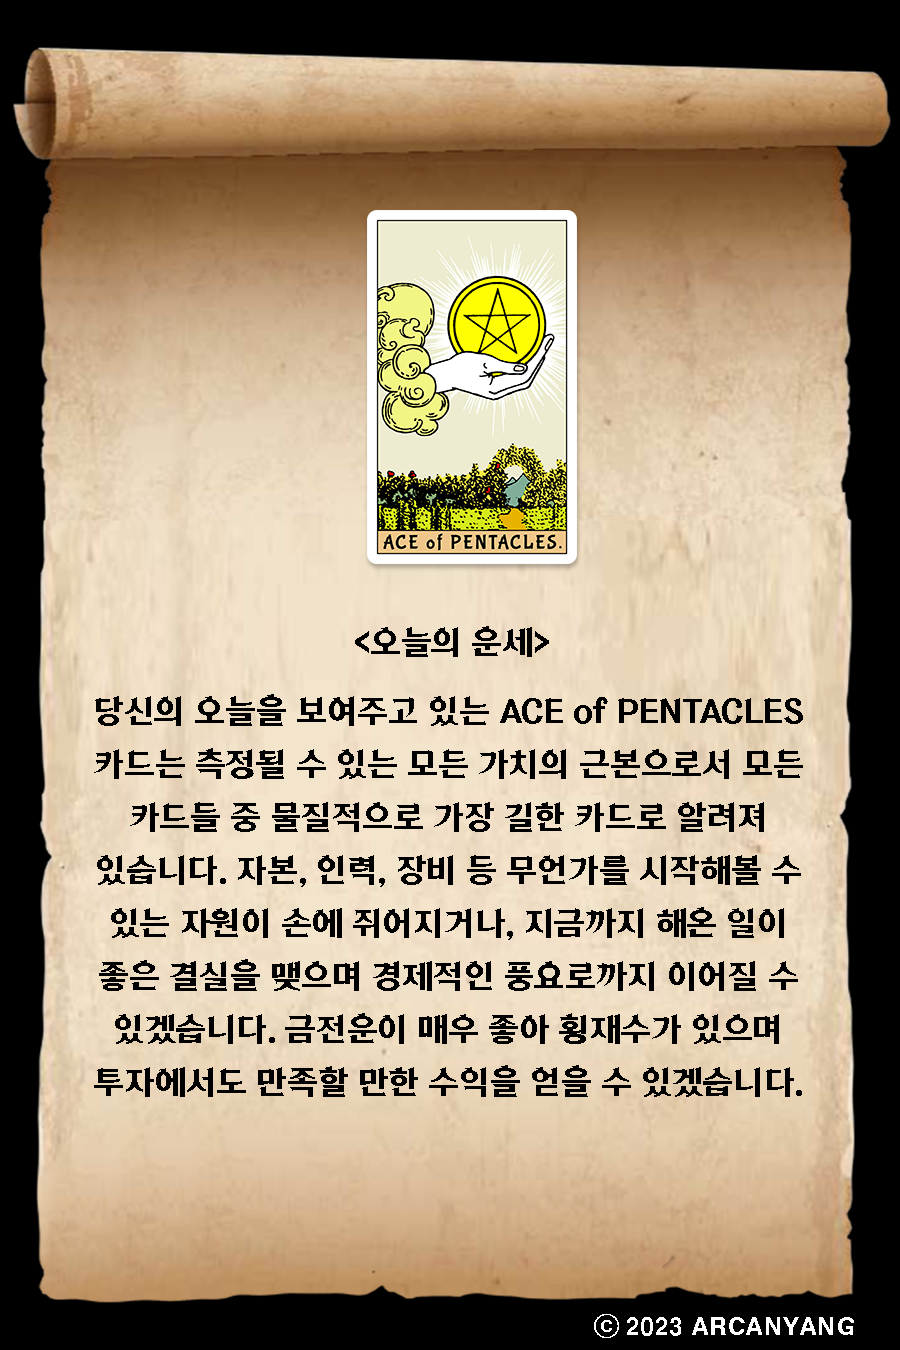 ACE of PENTACLES.
<오늘의 운세>
당신의 오늘을 보여주고 있는 ACE of PENTACLES
카드는 측정될 수 있는 모든 가치의 근본으로서 모든
카드들 중 물질적으로 가장 길한 카드로 알려져
있습니다. 자본, 인력, 장비 등 무언가를 시작해볼 수
있는 자원이 손에 쥐어지거나, 지금까지 해온 일이
좋은 결실을 맺으며 경제적인 풍요로까지 이어질 수
있겠습니다. 금전운이 매우 좋아 횡재수가 있으며
투자에서도 만족할 만한 수익을 얻을 수 있겠습니다.
ⓒ 2023 ARCANYANG